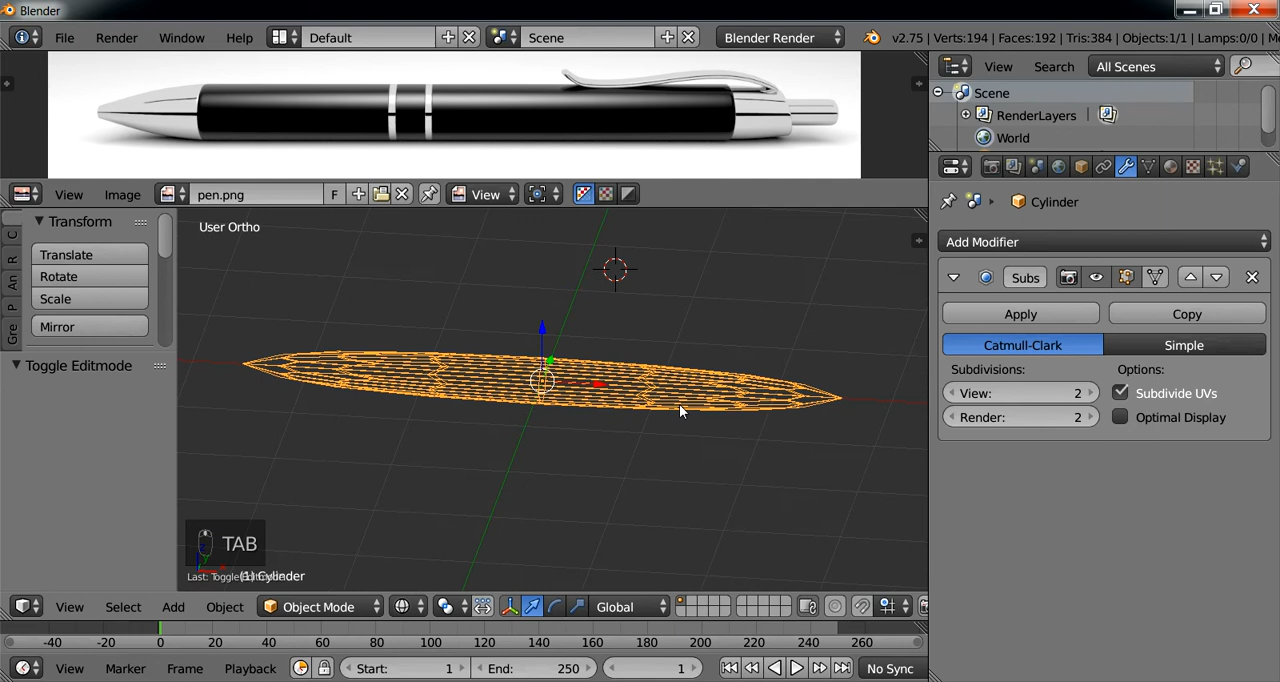 Blender
File Render Window Help Default Scene Blender Render v2.75 | Verts:194 | Faces:192 | Tris:384 | Objects:1/1 | Lamps:0/0 | M
View Search All Scenes
Scene
RenderLayers
World
View Image pen.png F View
Cylinder
Transform
Translate
Rotate
Scale
Mirror
Toggle Editmode
C
R
An
P
Gre
User Ortho
TAB
(1) Cylinder
Add Modifier
Subs
Apply Copy
Catmull-Clark Simple
Subdivisions: Options:
View: 2 Subdivide UVs
Render: 2 Optimal Display
View Select Add Object Object Mode Global
-40 -20 0 20 40 60 80 100 120 140 160 180 200 220 240 260
View Marker Frame Playback Start: 1 End: 250 1 No Sync